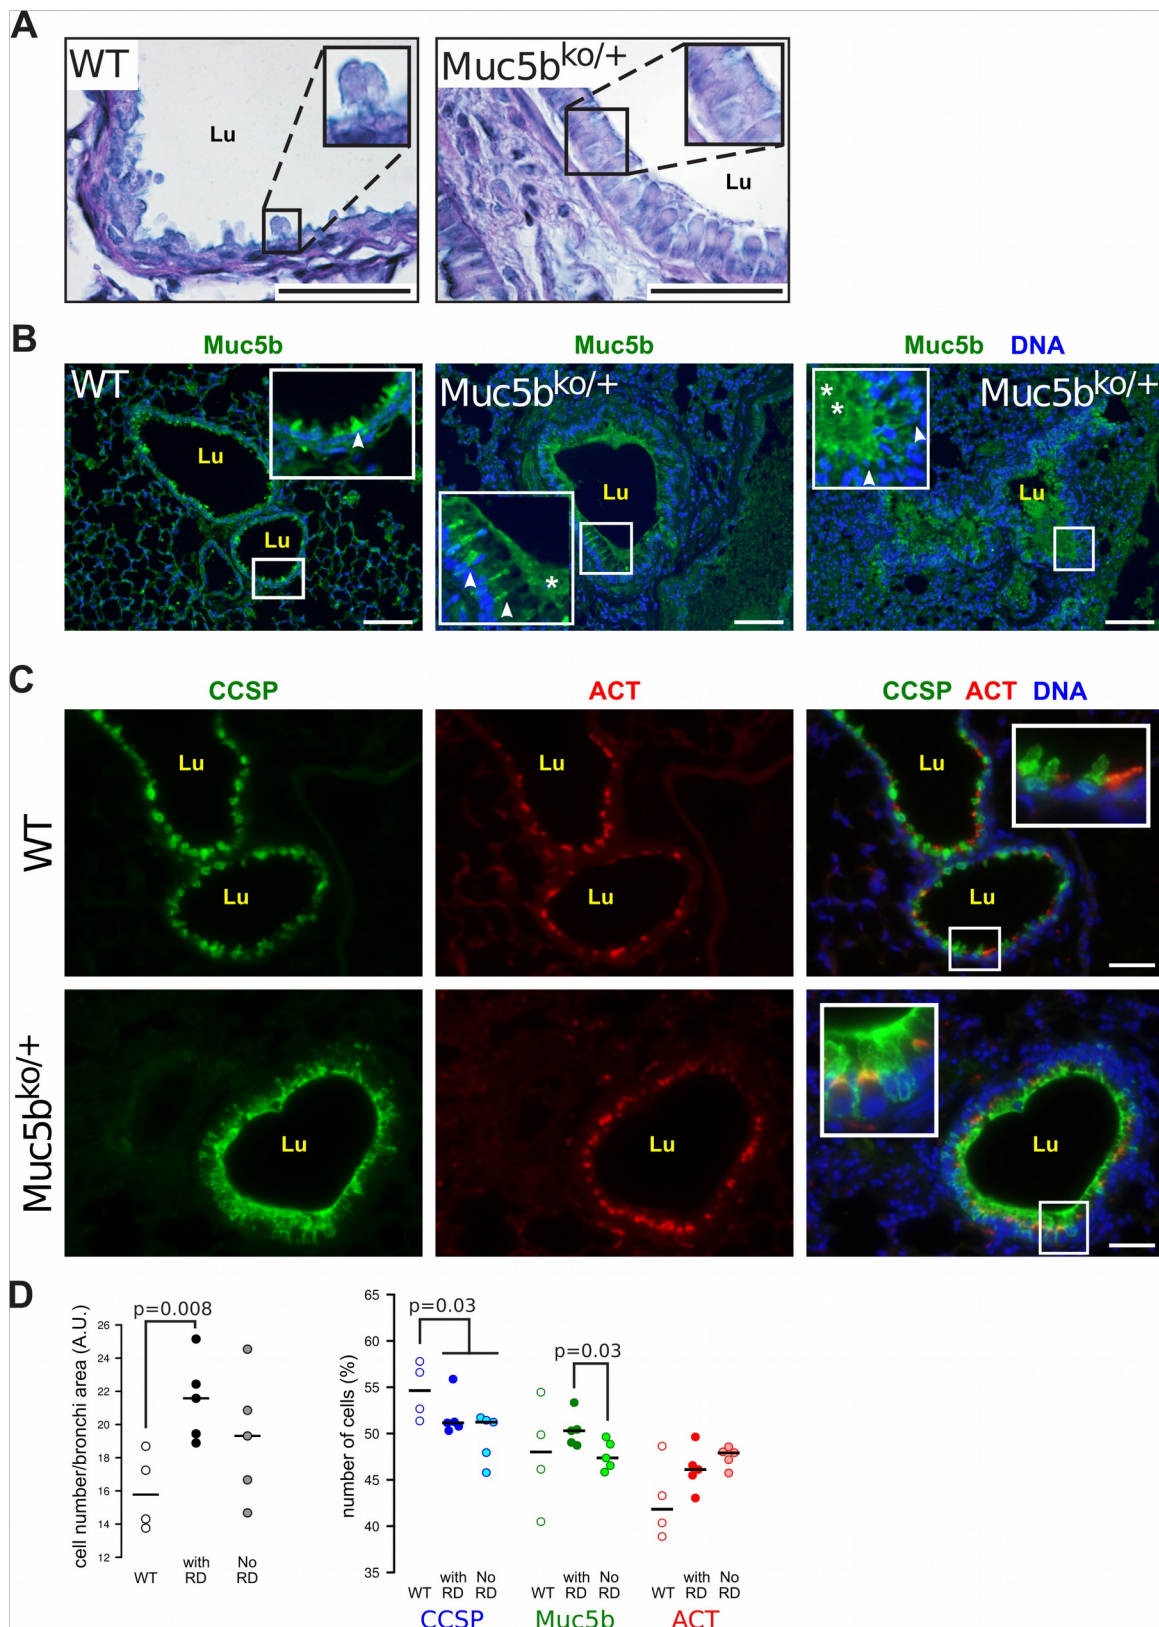 A
WT
Lu
Muc5b^ko/+
Lu
B
Muc5b
Muc5b
Muc5b DNA
WT
Lu
Lu
Muc5b^ko/+
Lu
*
Muc5b^ko/+
*
*
Lu
C
CCSP
ACT
CCSP ACT DNA
WT
Lu
Lu
Lu
Lu
Lu
Lu
Muc5b^ko/+
Lu
Lu
Lu
D
cell number/bronchi area (A.U.)
26
24
22
20
18
16
14
12
p=0.008
WT
with
RD
No
RD
number of cells (%)
65
60
55
50
45
40
35
p=0.03
p=0.03
WT
with
RD
No
RD
WT
with
RD
No
RD
WT
with
RD
No
RD
CCSP
Muc5b
ACT